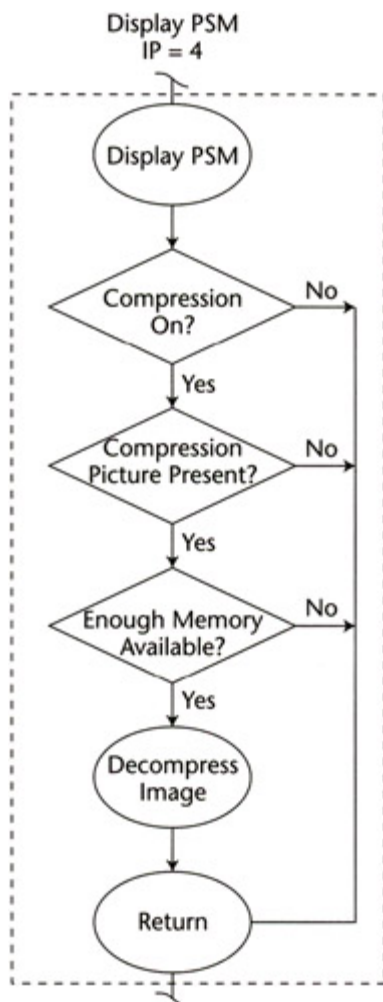 Display PSM
IP = 4
Display PSM
Compression
On?
No
Yes
Compression
Picture Present?
No
Yes
Enough Memory
Available?
No
Yes
Decompress
Image
Return